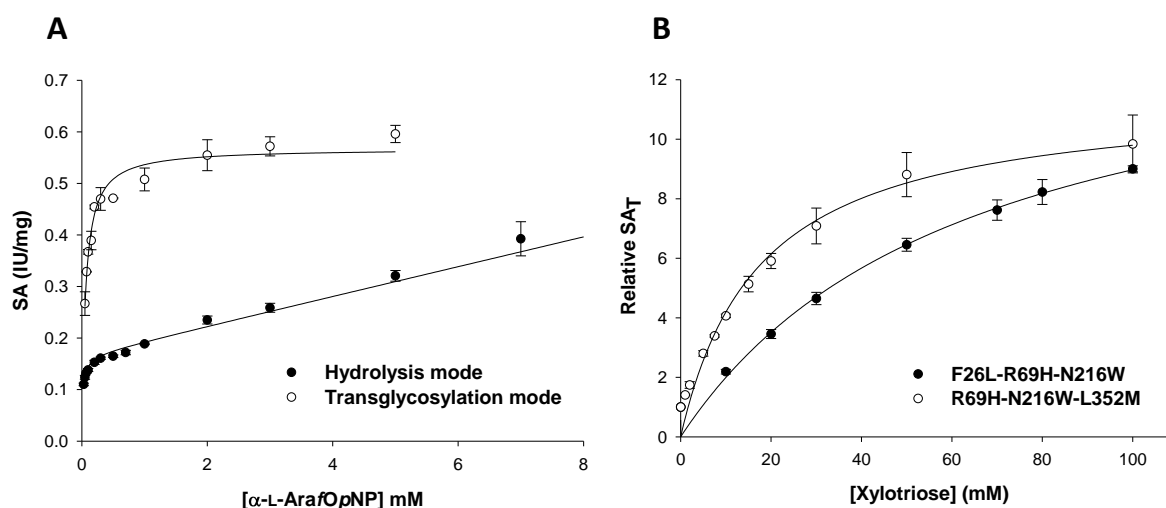 A
0.7
0.6
0.5
0.4
0.3
0.2
0.1
0.0
SA (IU/mg)
Hydrolysis mode
Transglycosylation mode
0 2 4 6 8
[α-L-ArafOpNP] mM
B
12
10
8
6
4
2
0
Relative SAT
F26L-R69H-N216W
R69H-N216W-L352M
0 20 40 60 80 100
[Xylotriose] (mM)